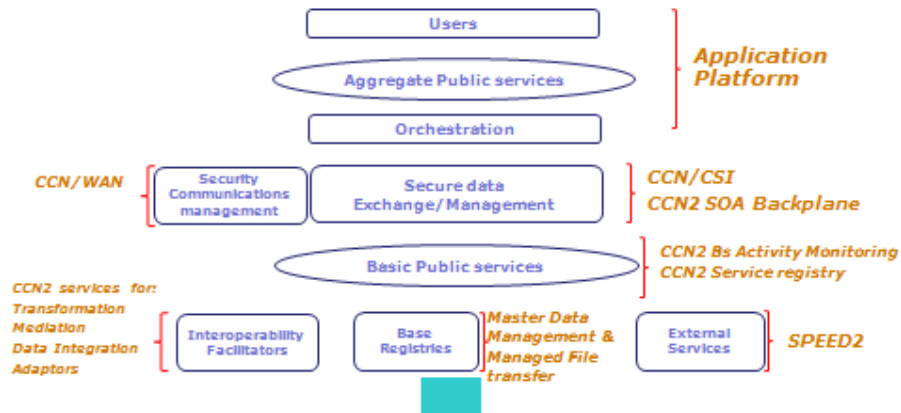 Users
Application
Platform
Aggregate Public services
Orchestration
CCN/WAN
Security
Communications
management
Secure data
Exchange/Management
CCN/CSI
CCN2 SOA Backplane
Basic Public services
CCN2 Bs Activity Monitoring
CCN2 Service registry
CCN2 services for:
Transformation
Mediation
Data Integration
Adaptors
Interoperability
Facilitators
Base
Registries
Master Data
Management &
Managed File
transfer
External
Services
SPEED2